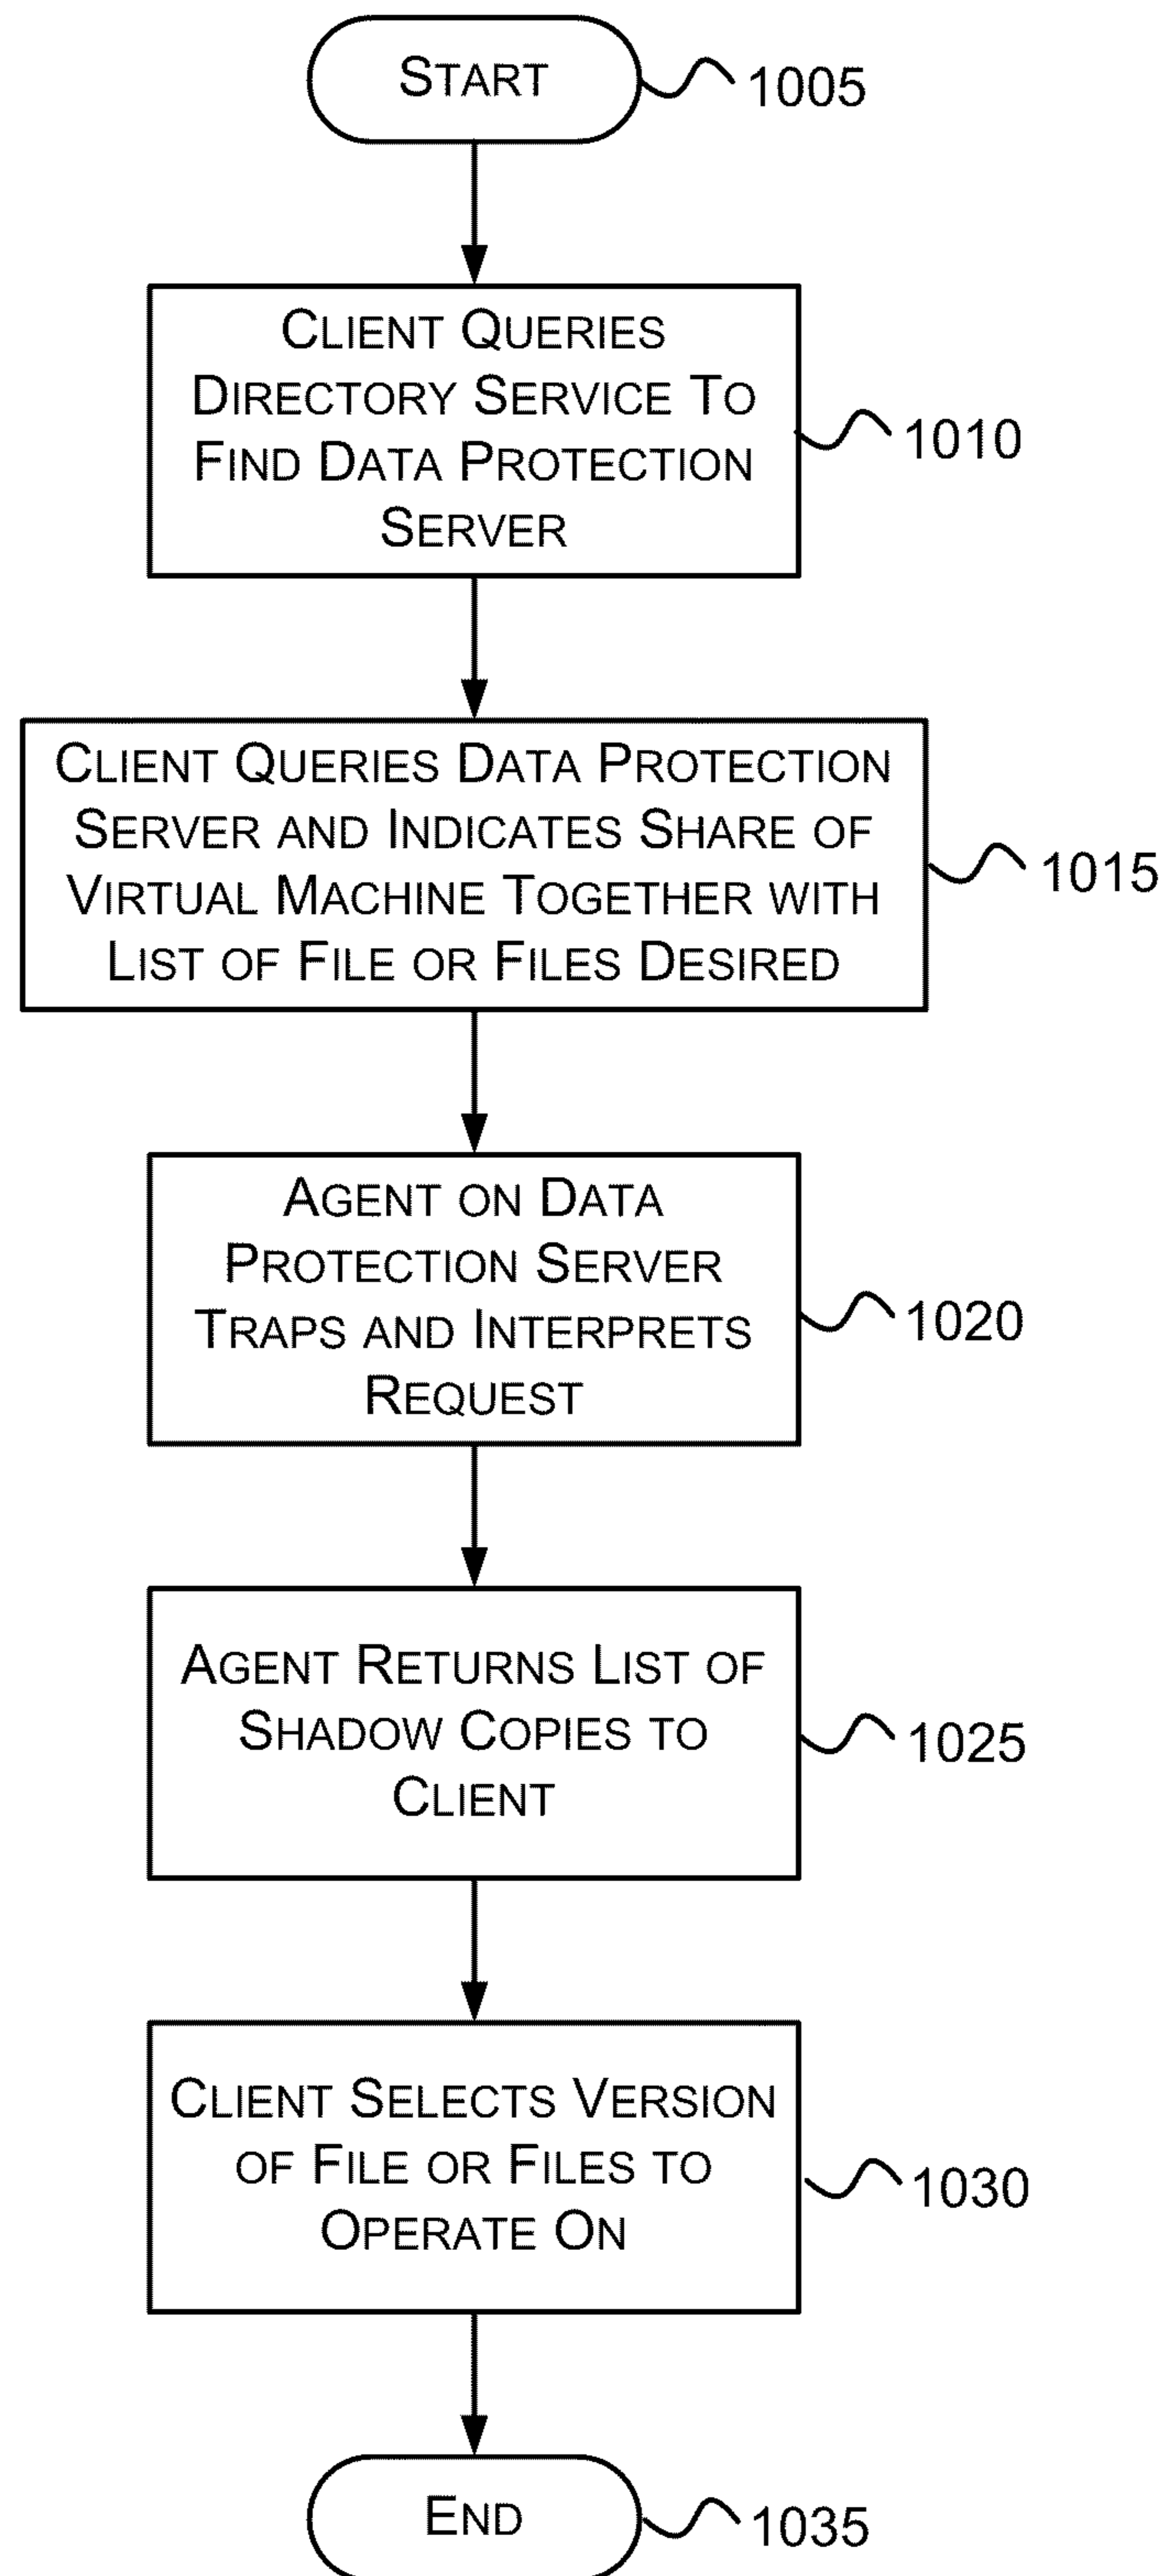 START
1005
CLIENT QUERIES
DIRECTORY SERVICE TO
FIND DATA PROTECTION
SERVER
1010
CLIENT QUERIES DATA PROTECTION
SERVER AND INDICATES SHARE OF
VIRTUAL MACHINE TOGETHER WITH
LIST OF FILE OR FILES DESIRED
1015
AGENT ON DATA
PROTECTION SERVER
TRAPS AND INTERPRETS
REQUEST
1020
AGENT RETURNS LIST OF
SHADOW COPIES TO
CLIENT
1025
CLIENT SELECTS VERSION
OF FILE OR FILES TO
OPERATE ON
1030
END
1035